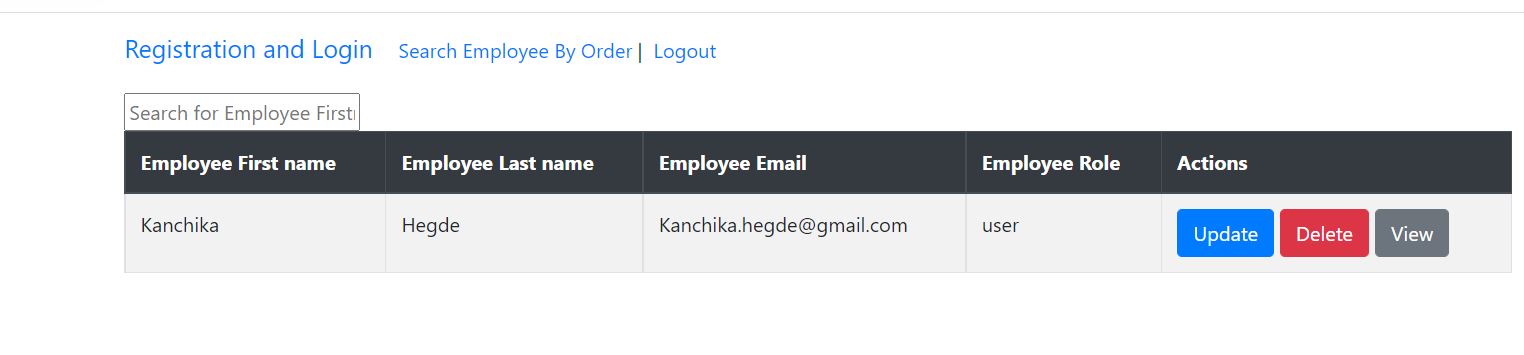 Registration and Login Search Employee By Order | Logout
Search for Employee First
Employee First name Employee Last name Employee Email Employee Role Actions
Kanchika Hegde Kanchika.hegde@gmail.com user Update Delete View